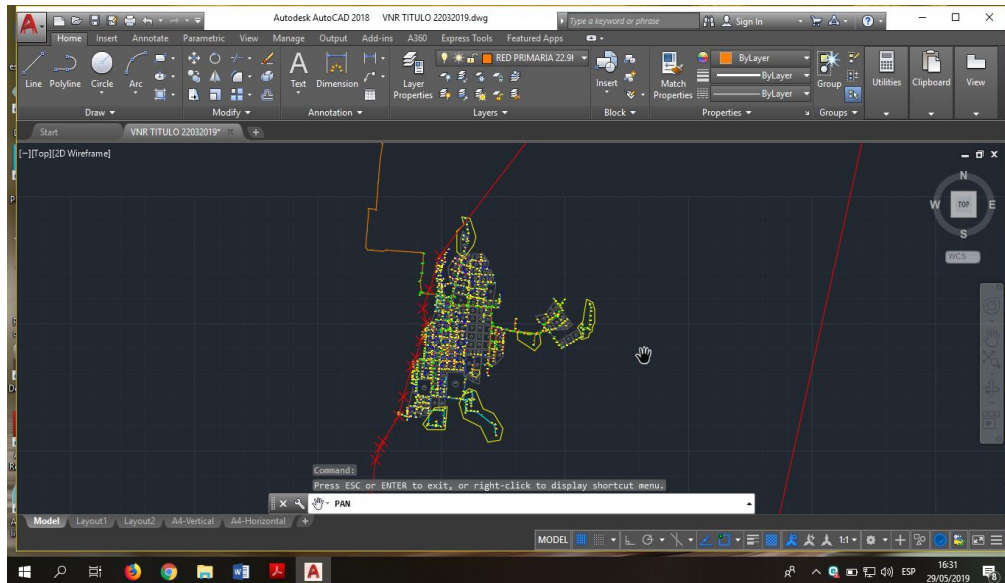 Autodesk AutoCAD 2018 VNR TITULO 22032019.dwg
Type a keyword or phrase
Sign In
Home Insert Annotate Parametric View Manage Output Add-ins A360 Express Tools Featured Apps
RED PRIMARIA 22.9
ByLayer
ByLayer
ByLayer
Line Polyline Circle Arc
Text Dimension
Layer Properties
Insert
Match Properties
Group
Utilities Clipboard View
Draw Modify Annotation Layers Block Properties Groups
Start VNR TITULO 22032019*
[-][Top][2D Wireframe]
N
W TOP E
S
WCS
Command:
Press ESC or ENTER to exit, or right-click to display shortcut menu.
PAN
Model Layout1 Layout2 A4-Vertical A4-Horizontal
MODEL 1:1
ESP
16:31
29/05/2019